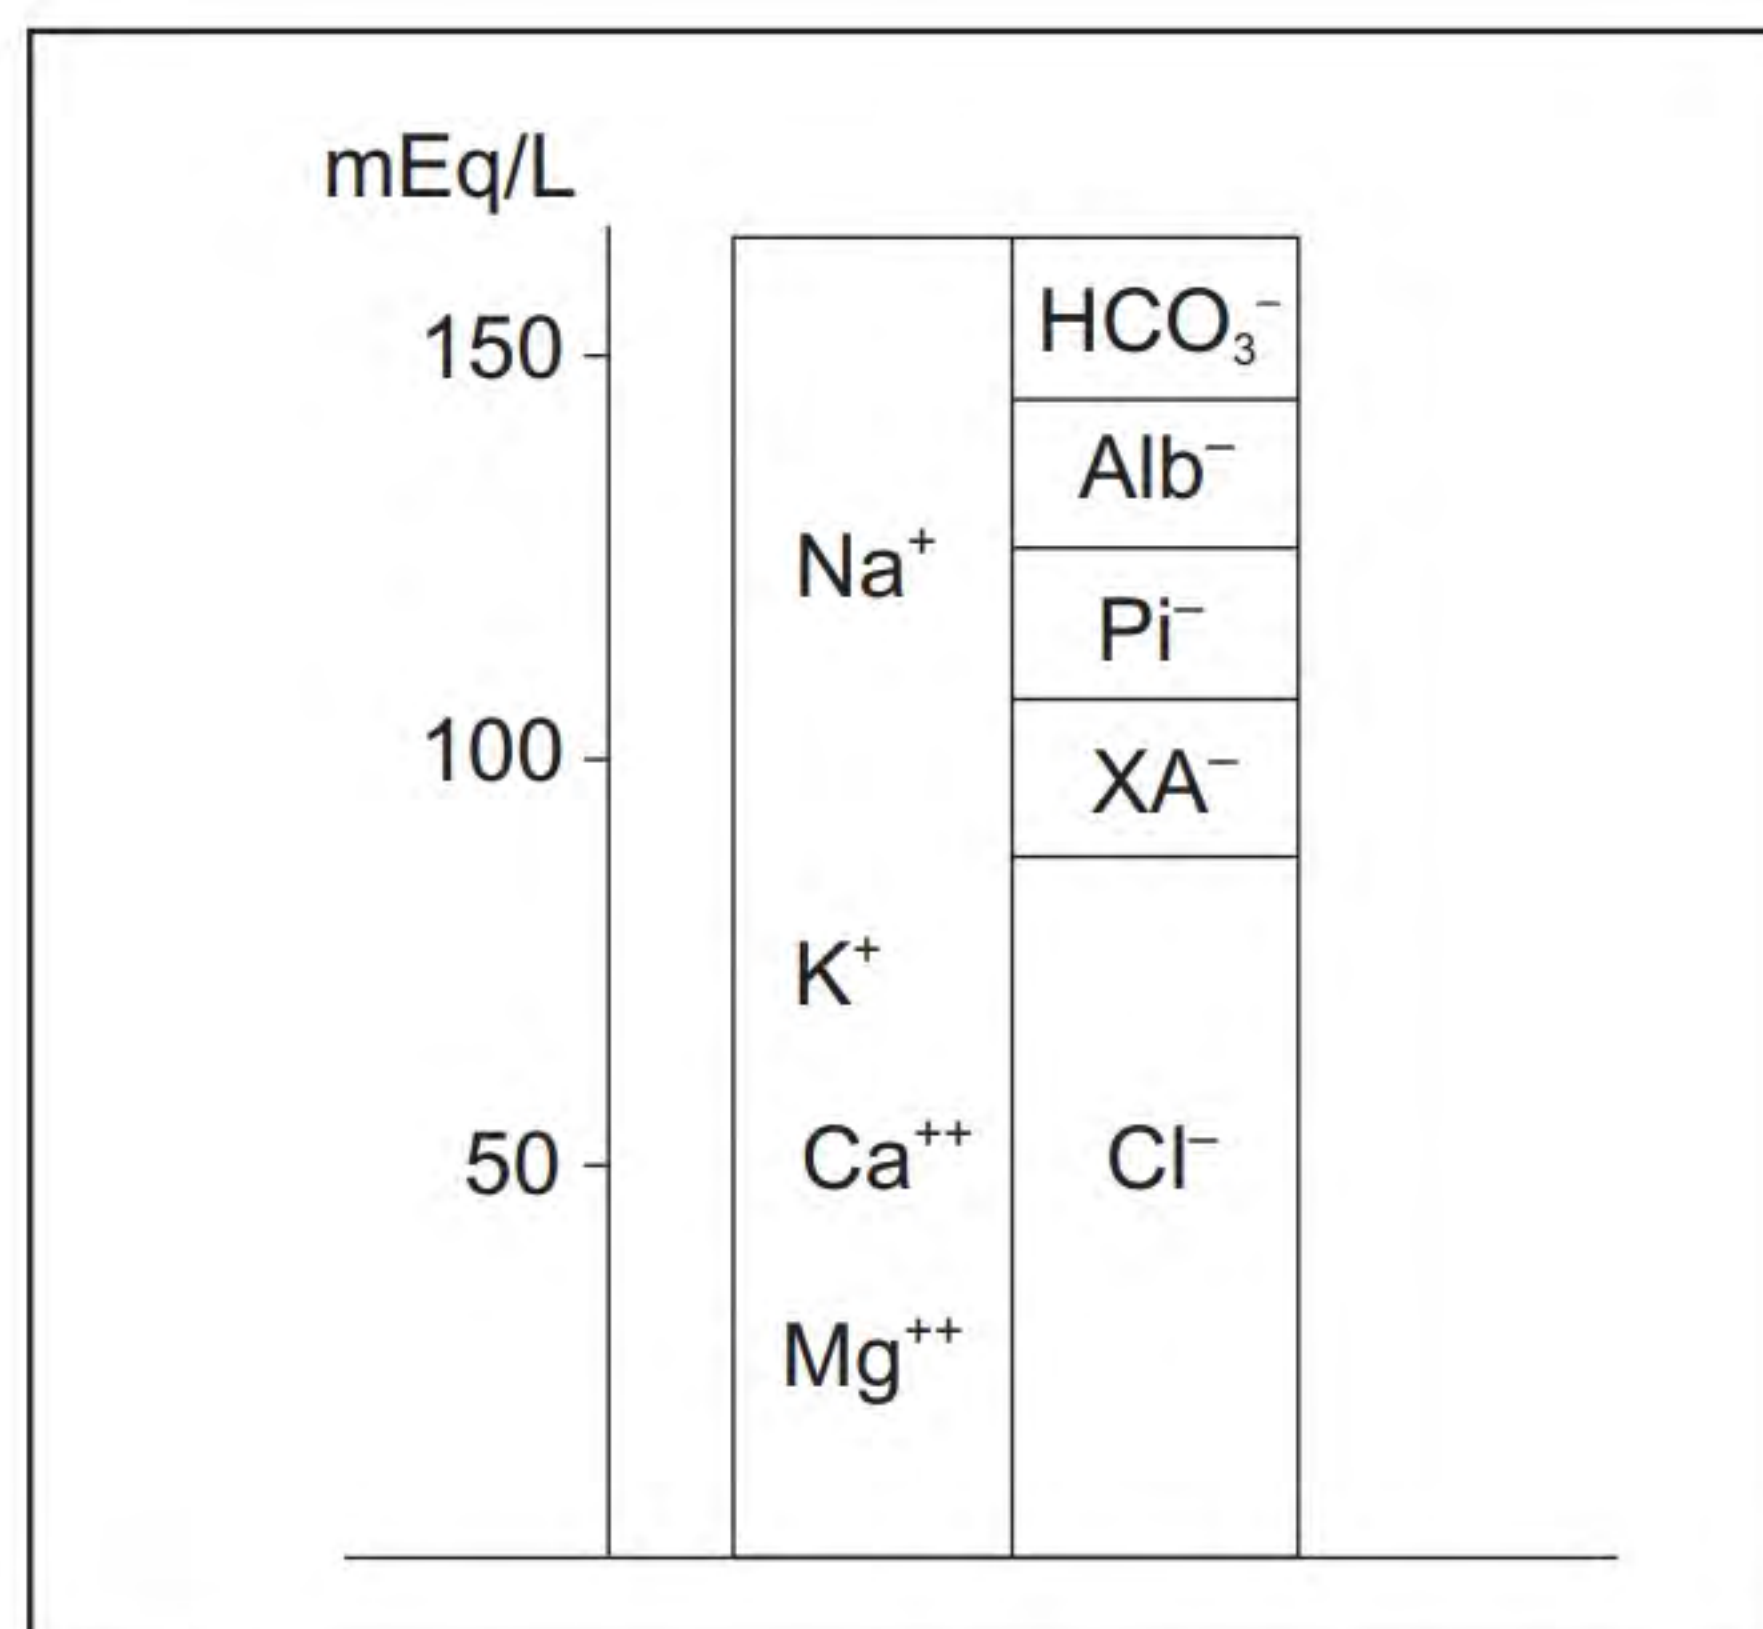 mEq/L
150
100
50
Na⁺
K⁺
Ca⁺⁺
Mg⁺⁺
HCO₃⁻
Alb⁻
Pi⁻
XA⁻
Cl⁻